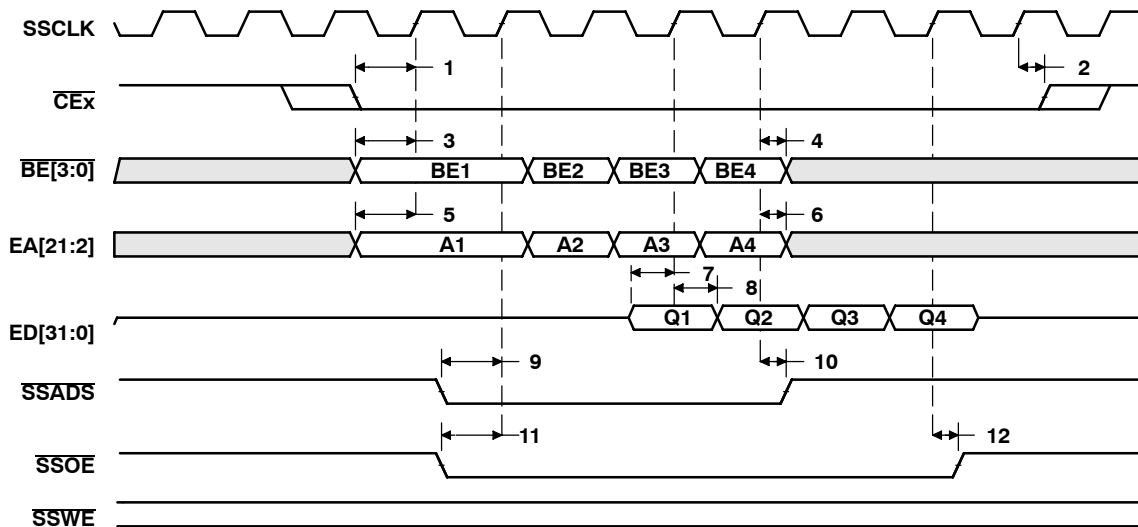 SSCLK
1 2
CEx
3 4
BE[3:0] BE1 BE2 BE3 BE4
5 6
EA[21:2] A1 A2 A3 A4
7
8
ED[31:0] Q1 Q2 Q3 Q4
9 10
SSADS
11 12
SSOE
SSWE